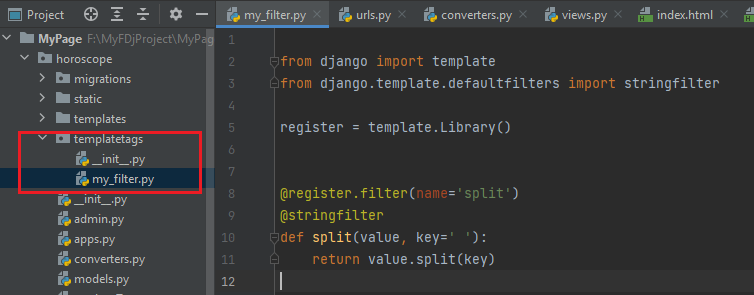 Project
my_filter.py
urls.py
converters.py
views.py
index.html
MyPage F:\MyFDjProject\MyPag
horoscope
migrations
static
templates
templatetags
__init__.py
my_filter.py
__init__.py
admin.py
apps.py
converters.py
models.py
1
2 from django import template
3 from django.template.defaultfilters import stringfilter
4
5 register = template.Library()
6
7
8 @register.filter(name='split')
9 @stringfilter
10 def split(value, key=' '):
11 return value.split(key)
12